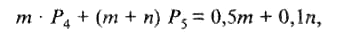 m · P₄ + (m + n) P₅ = 0,5m + 0,1n,